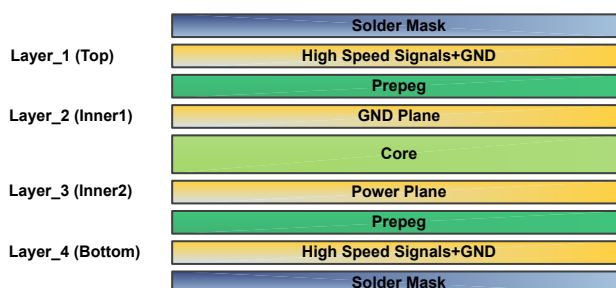 Solder Mask
Layer_1 (Top) High Speed Signals+GND
Prepeg
Layer_2 (Inner1) GND Plane
Core
Layer_3 (Inner2) Power Plane
Prepeg
Layer_4 (Bottom) High Speed Signals+GND
Solder Mask